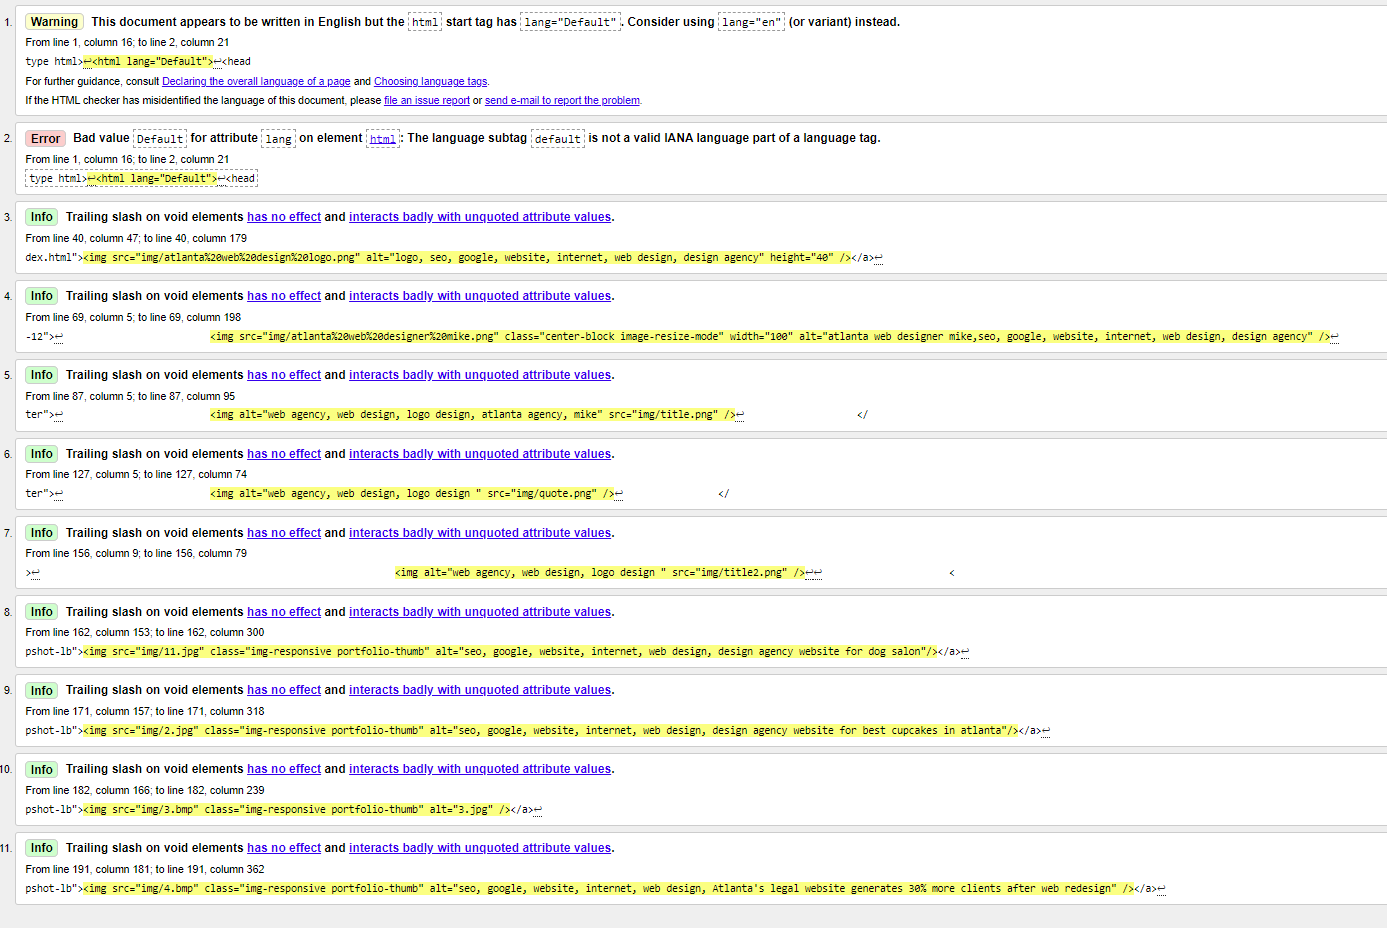 1. Warning This document appears to be written in English but the html start tag has lang="Default". Consider using lang="en" (or variant) instead.
From line 1, column 16; to line 2, column 21
type html>↩<html lang="Default">↩<head
For further guidance, consult Declaring the overall language of a page and Choosing language tags.
If the HTML checker has misidentified the language of this document, please file an issue report or send e-mail to report the problem.
2. Error Bad value Default for attribute lang on element html: The language subtag default is not a valid IANA language part of a language tag.
From line 1, column 16; to line 2, column 21
type html>↩<html lang="Default">↩<head
3. Info Trailing slash on void elements has no effect and interacts badly with unquoted attribute values.
From line 40, column 47; to line 40, column 179
dex.html"><img src="img/atlanta%20web%20design%20logo.png" alt="logo, seo, google, website, internet, web design, design agency" height="40" /></a>↩
4. Info Trailing slash on void elements has no effect and interacts badly with unquoted attribute values.
From line 69, column 5; to line 69, column 198
-12">↩ <img src="img/atlanta%20web%20designer%20mike.png" class="center-block image-resize-mode" width="100" alt="atlanta web designer mike,seo, google, website, internet, web design, design agency" />↩
5. Info Trailing slash on void elements has no effect and interacts badly with unquoted attribute values.
From line 87, column 5; to line 87, column 95
ter">↩ <img alt="web agency, web design, logo design, atlanta agency, mike" src="img/title.png" />↩ </
6. Info Trailing slash on void elements has no effect and interacts badly with unquoted attribute values.
From line 127, column 5; to line 127, column 74
ter">↩ <img alt="web agency, web design, logo design " src="img/quote.png" />↩ </
7. Info Trailing slash on void elements has no effect and interacts badly with unquoted attribute values.
From line 156, column 9; to line 156, column 79
>↩ <img alt="web agency, web design, logo design " src="img/title2.png" />↩↩ <
8. Info Trailing slash on void elements has no effect and interacts badly with unquoted attribute values.
From line 162, column 153; to line 162, column 300
pshot-lb"><img src="img/11.jpg" class="img-responsive portfolio-thumb" alt="seo, google, website, internet, web design, design agency website for dog salon"/></a>↩
9. Info Trailing slash on void elements has no effect and interacts badly with unquoted attribute values.
From line 171, column 157; to line 171, column 318
pshot-lb"><img src="img/2.jpg" class="img-responsive portfolio-thumb" alt="seo, google, website, internet, web design, design agency website for best cupcakes in atlanta"/></a>↩
10. Info Trailing slash on void elements has no effect and interacts badly with unquoted attribute values.
From line 182, column 166; to line 182, column 239
pshot-lb"><img src="img/3.bmp" class="img-responsive portfolio-thumb" alt="3.jpg" /></a>↩
11. Info Trailing slash on void elements has no effect and interacts badly with unquoted attribute values.
From line 191, column 181; to line 191, column 362
pshot-lb"><img src="img/4.bmp" class="img-responsive portfolio-thumb" alt="seo, google, website, internet, web design, Atlanta's legal website generates 30% more clients after web redesign" /></a>↩